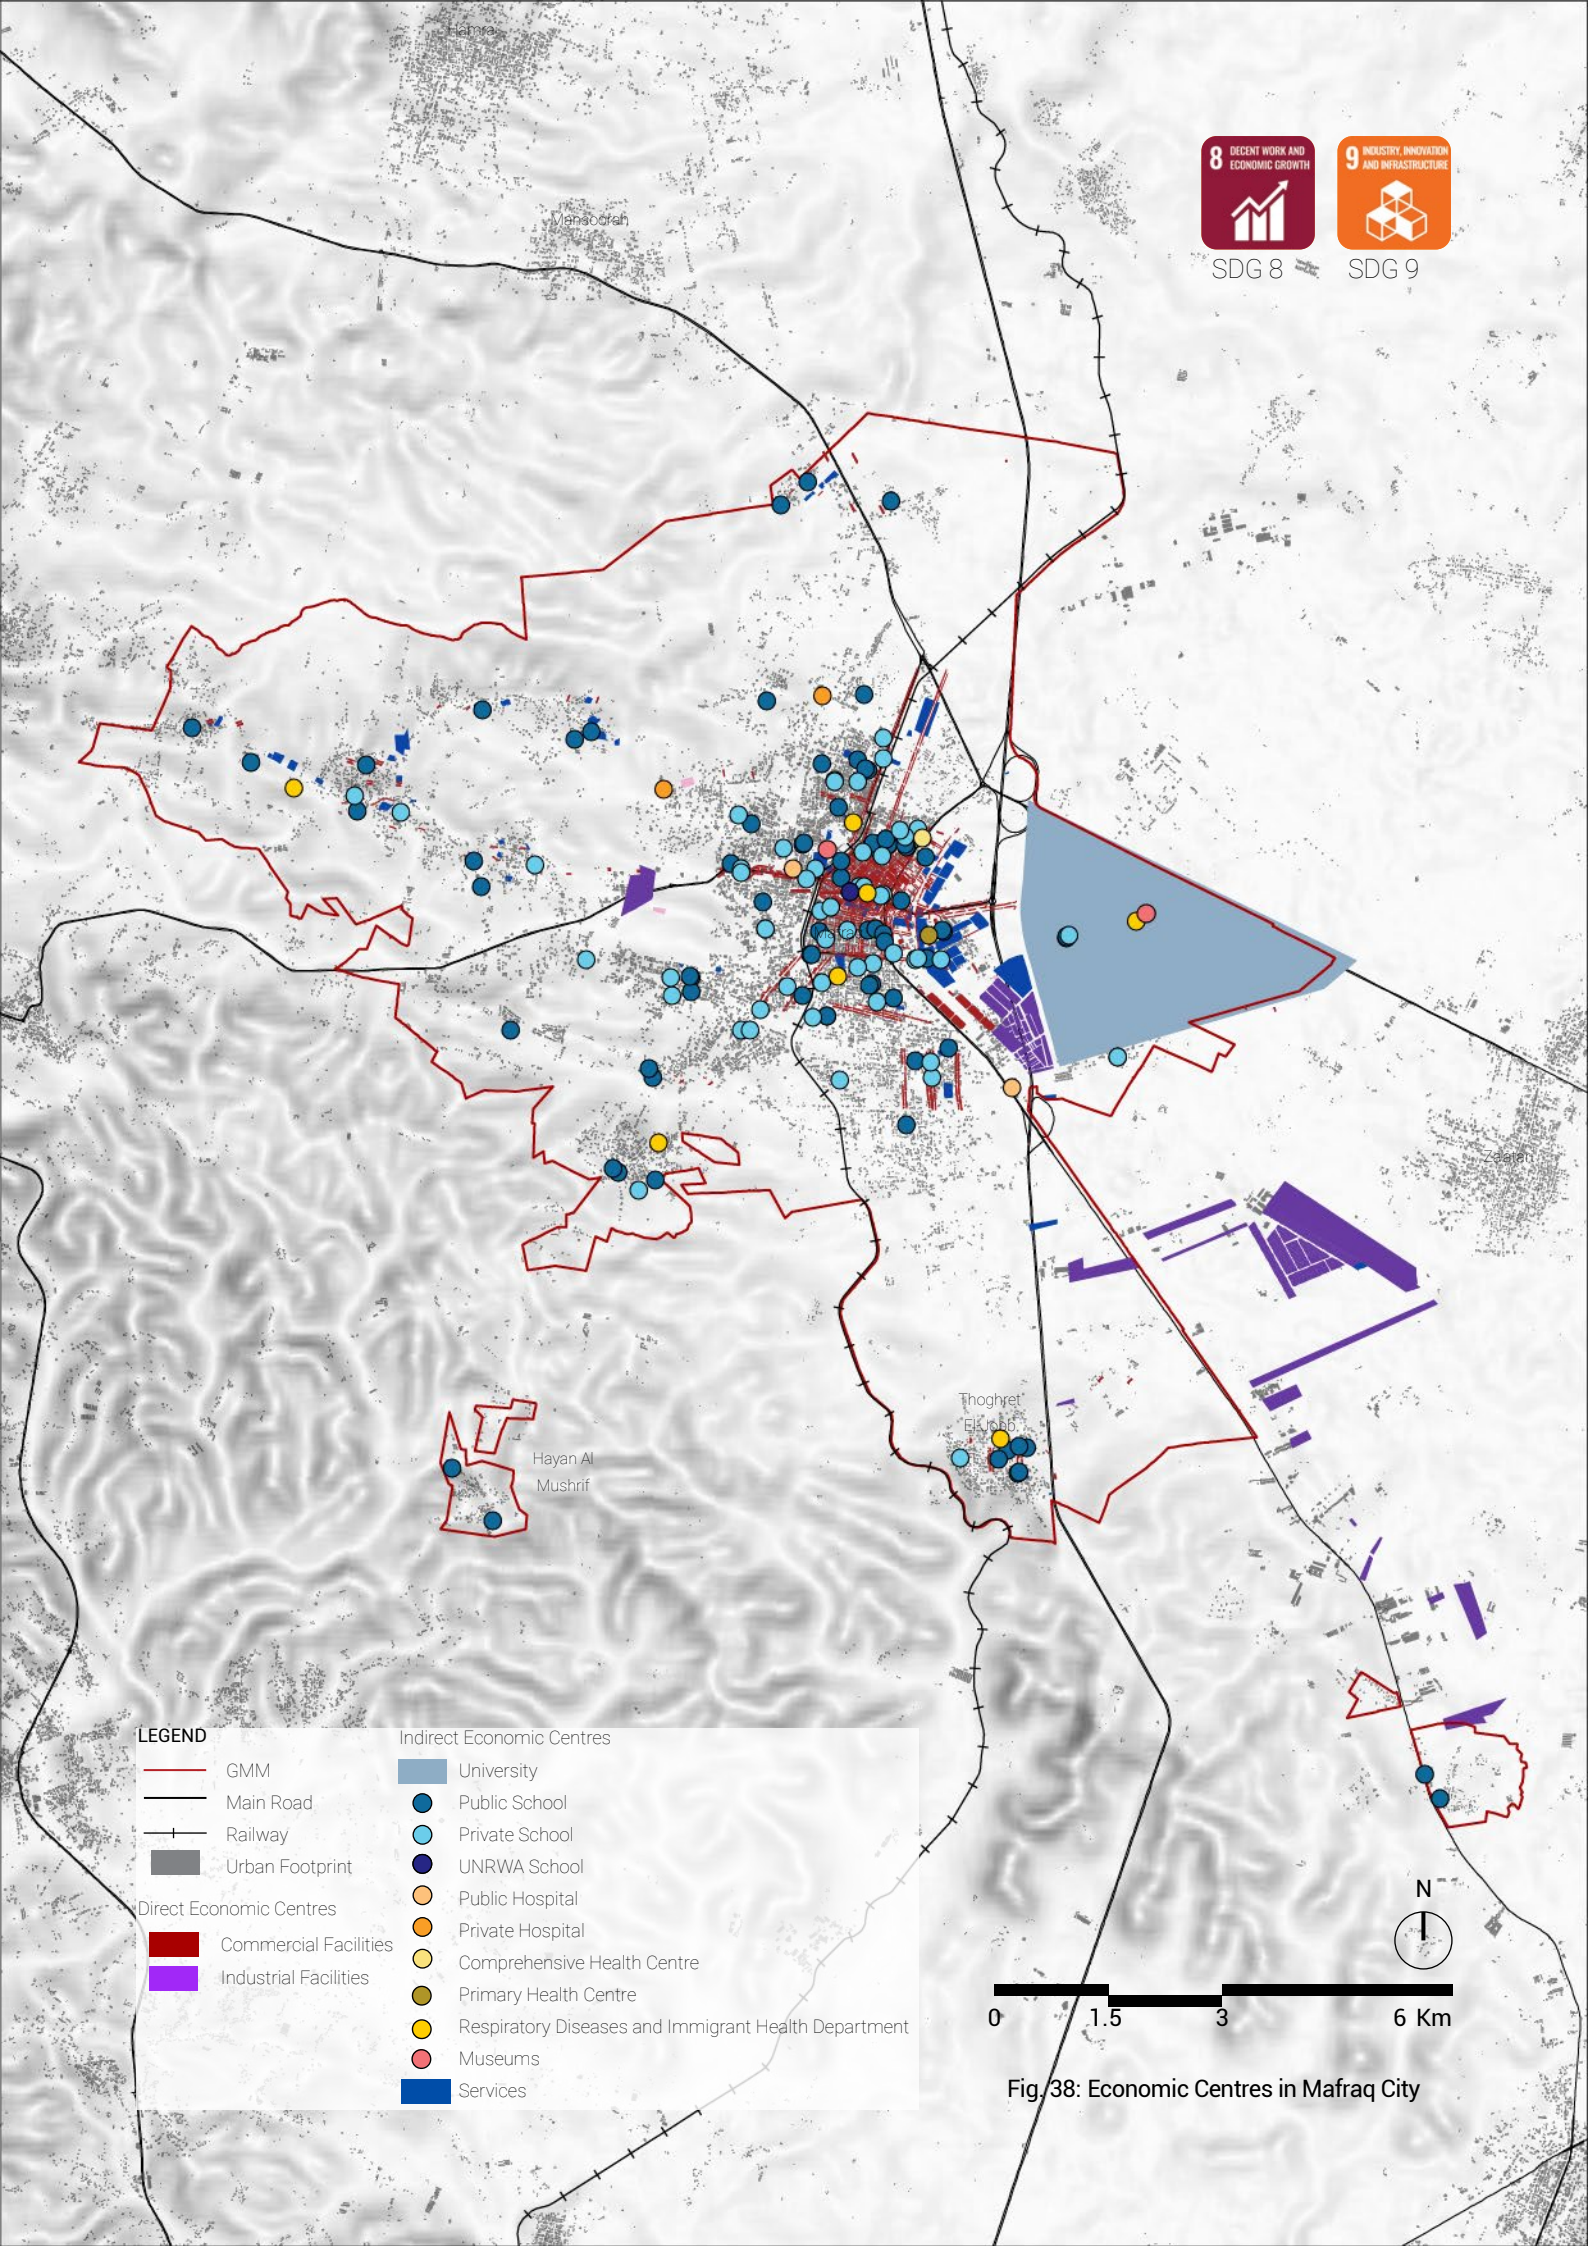 Hamra
Mansoorah
8 DECENT WORK AND
ECONOMIC GROWTH
9 INDUSTRY, INNOVATION
AND INFRASTRUCTURE
SDG 8
SDG 9
Mafraq
Zaatari
Thoghret
El-Joob
Hayan Al
Mushrif
LEGEND
GMM
Main Road
Railway
Urban Footprint
Direct Economic Centres
Commercial Facilities
Industrial Facilities
Indirect Economic Centres
University
Public School
Private School
UNRWA School
Public Hospital
Private Hospital
Comprehensive Health Centre
Primary Health Centre
Respiratory Diseases and Immigrant Health Department
Museums
Services
N
0 1.5 3 6 Km
Fig. 38: Economic Centres in Mafraq City